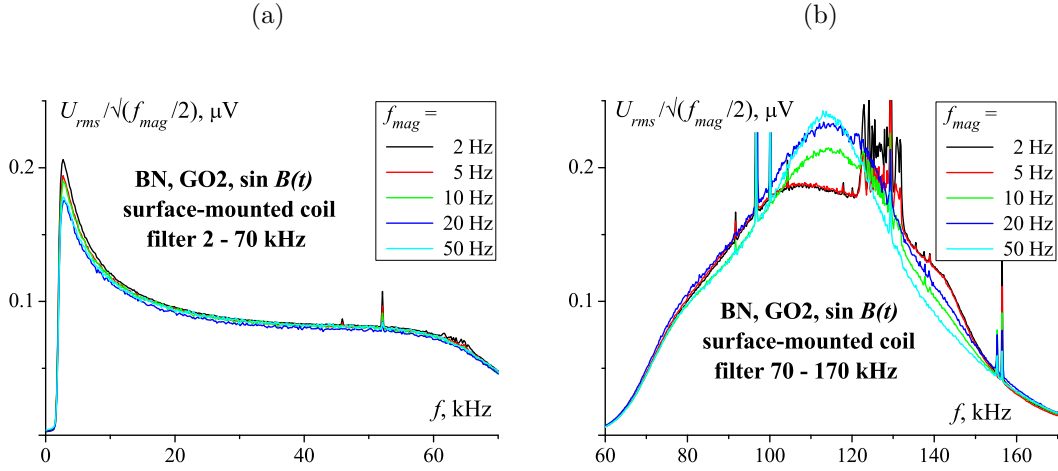 (a)
U_rms/√(f_mag/2), μV
f_mag =
2 Hz
5 Hz
10 Hz
20 Hz
50 Hz
BN, GO2, sin B(t)
surface-mounted coil
filter 2 - 70 kHz
0.2
0.1
f, kHz
0 20 40 60
(b)
U_rms/√(f_mag/2), μV
f_mag =
2 Hz
5 Hz
10 Hz
20 Hz
50 Hz
0.2
0.1
BN, GO2, sin B(t)
surface-mounted coil
filter 70 - 170 kHz
f, kHz
60 80 100 120 140 160